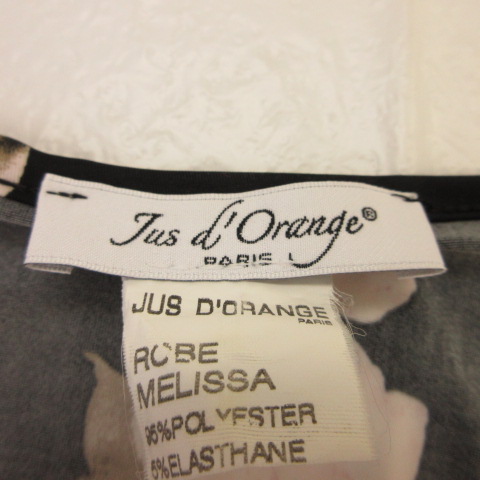 Jus d'Orange®
PARIS L
JUS D'ORANGE
PARIS
ROBE
MELISSA
95%POLYESTER
5%ELASTHANE